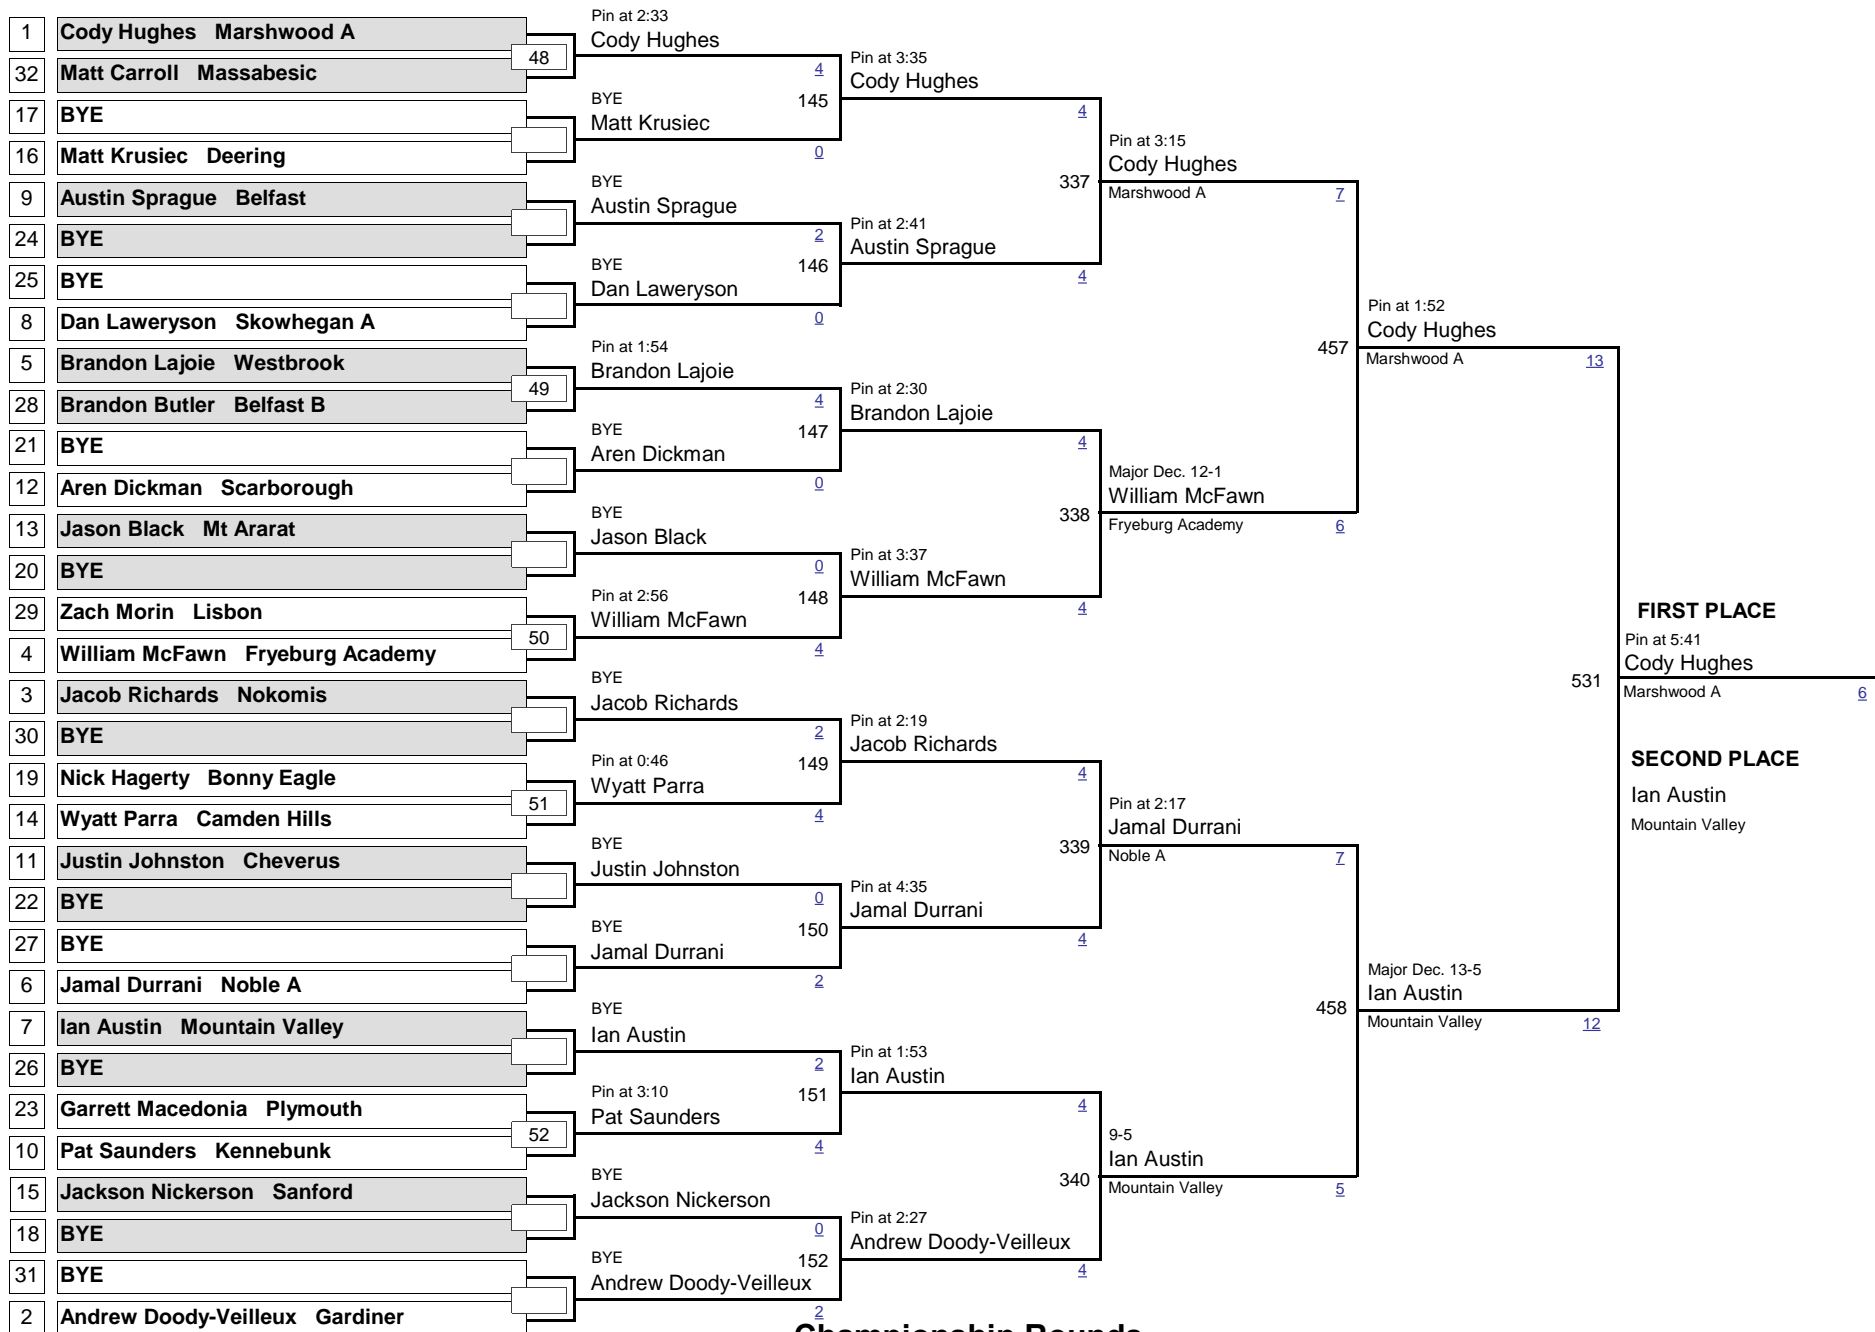 1 Cody Hughes Marshwood A
32 Matt Carroll Massabesic
17 BYE
16 Matt Krusiec Deering
9 Austin Sprague Belfast
24 BYE
25 BYE
8 Dan Laweryson Skowhegan A
5 Brandon Lajoie Westbrook
28 Brandon Butler Belfast B
21 BYE
12 Aren Dickman Scarborough
13 Jason Black Mt Ararat
20 BYE
29 Zach Morin Lisbon
4 William McFawn Fryeburg Academy
3 Jacob Richards Nokomis
30 BYE
19 Nick Hagerty Bonny Eagle
14 Wyatt Parra Camden Hills
11 Justin Johnston Cheverus
22 BYE
27 BYE
6 Jamal Durrani Noble A
7 Ian Austin Mountain Valley
26 BYE
23 Garrett Macedonia Plymouth
10 Pat Saunders Kennebunk
15 Jackson Nickerson Sanford
18 BYE
31 BYE
2 Andrew Doody-Veilleux Gardiner
48
49
50
51
52
Pin at 2:33
Cody Hughes
4
145
BYE
Matt Krusiec
0
BYE
Austin Sprague
2
146
BYE
Dan Laweryson
0
Pin at 1:54
Brandon Lajoie
4
147
BYE
Aren Dickman
0
BYE
Jason Black
0
148
Pin at 2:56
William McFawn
4
BYE
Jacob Richards
2
149
Pin at 0:46
Wyatt Parra
4
BYE
Justin Johnston
0
150
BYE
Jamal Durrani
2
BYE
Ian Austin
2
151
Pin at 3:10
Pat Saunders
4
BYE
Jackson Nickerson
0
152
BYE
Andrew Doody-Veilleux
2
Pin at 3:35
Cody Hughes
4
337
Pin at 2:41
Austin Sprague
4
Pin at 2:30
Brandon Lajoie
4
338
Pin at 3:37
William McFawn
4
Pin at 2:19
Jacob Richards
4
339
Pin at 4:35
Jamal Durrani
4
Pin at 1:53
Ian Austin
4
340
Pin at 2:27
Andrew Doody-Veilleux
4
Pin at 3:15
Cody Hughes
Marshwood A
7
457
Major Dec. 12-1
William McFawn
Fryeburg Academy
6
Pin at 2:17
Jamal Durrani
Noble A
7
458
9-5
Ian Austin
Mountain Valley
5
Pin at 1:52
Cody Hughes
Marshwood A
13
531
Major Dec. 13-5
Ian Austin
Mountain Valley
12
FIRST PLACE
Pin at 5:41
Cody Hughes
Marshwood A
6
SECOND PLACE
Ian Austin
Mountain Valley
Championship Rounds